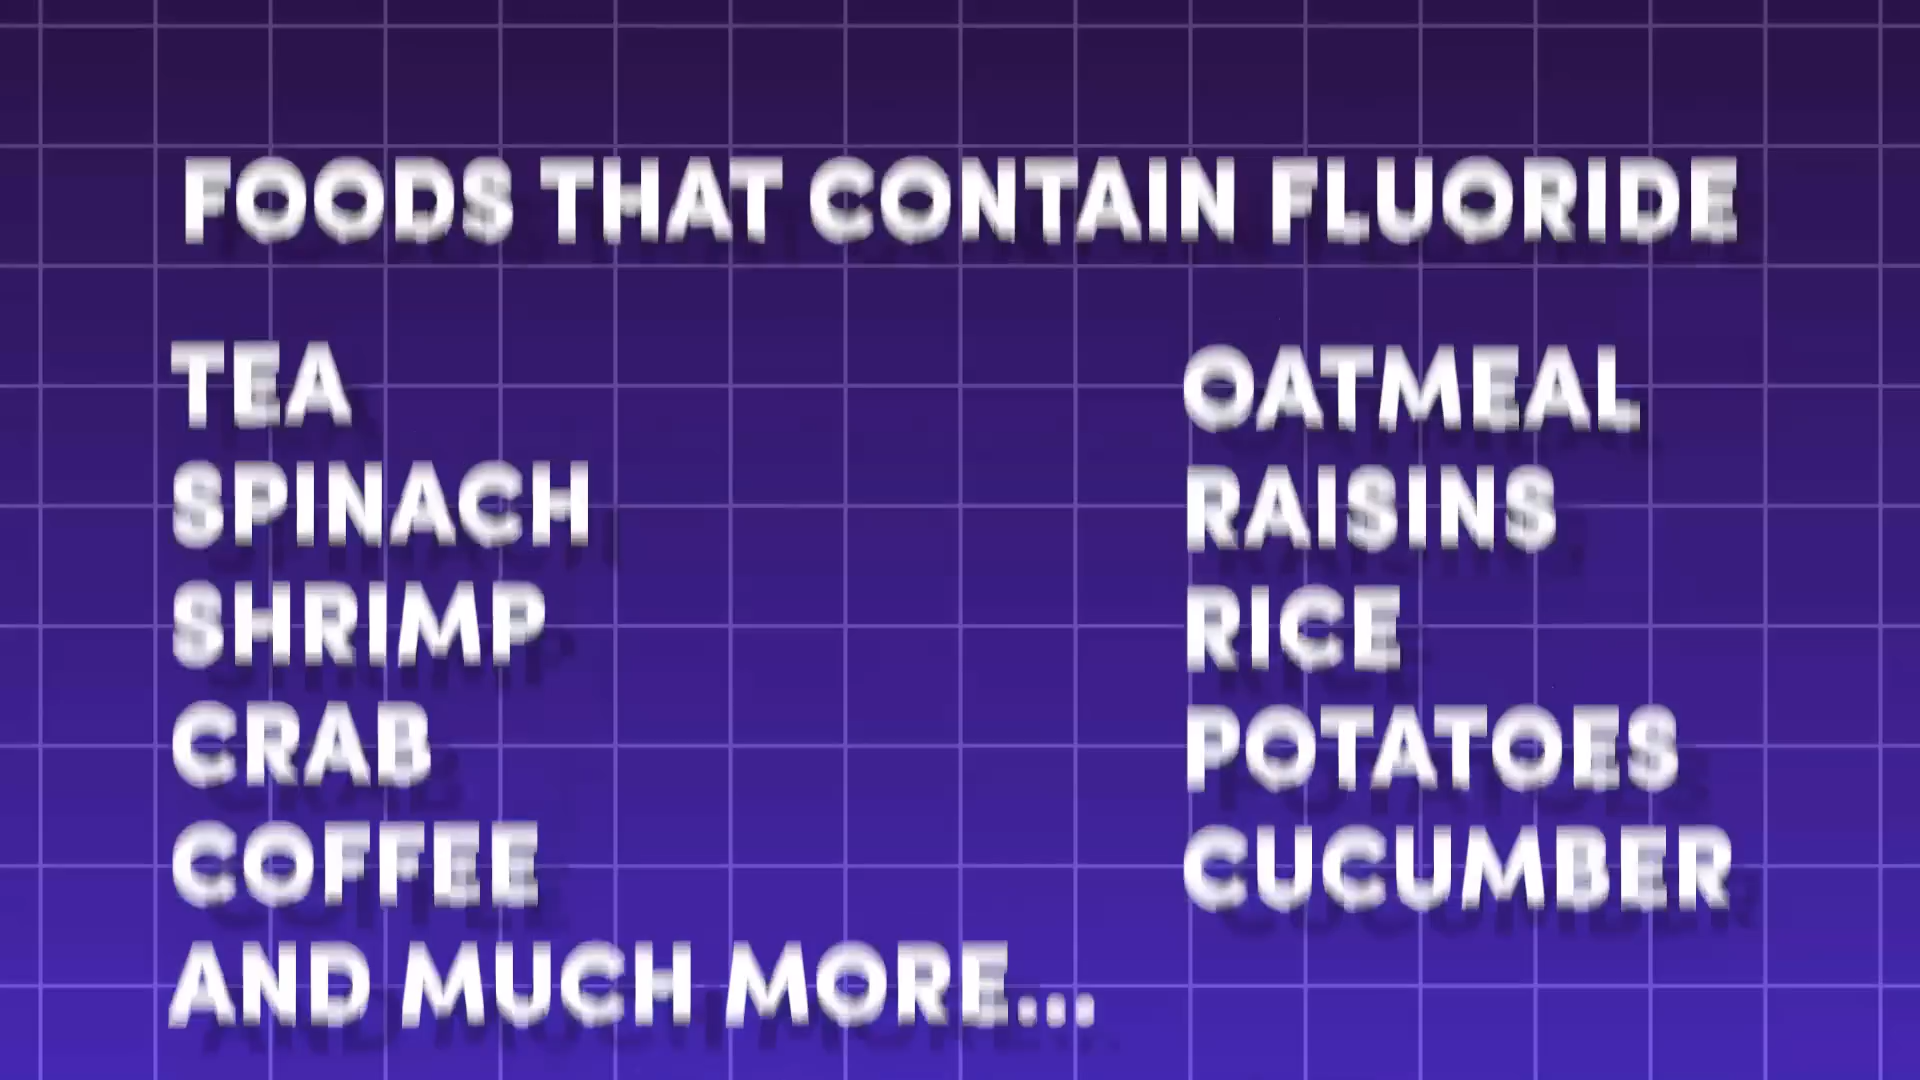 FOODS THAT CONTAIN FLUORIDE
TEA
SPINACH
SHRIMP
CRAB
COFFEE
AND MUCH MORE...
OATMEAL
RAISINS
RICE
POTATOES
CUCUMBER